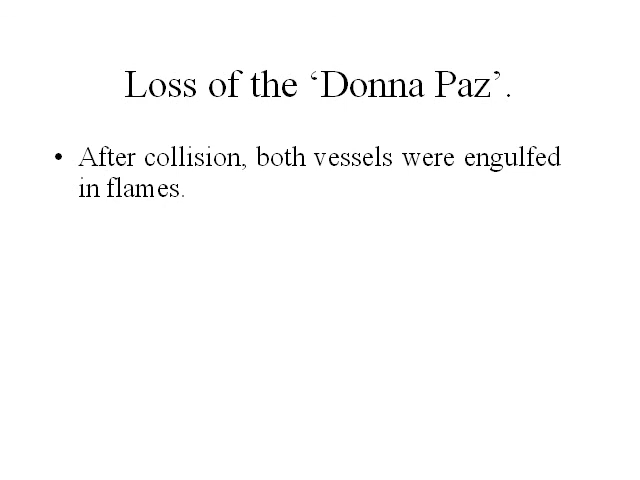 Loss of the ‘Donna Paz’.
• After collision, both vessels were engulfed
in flames.